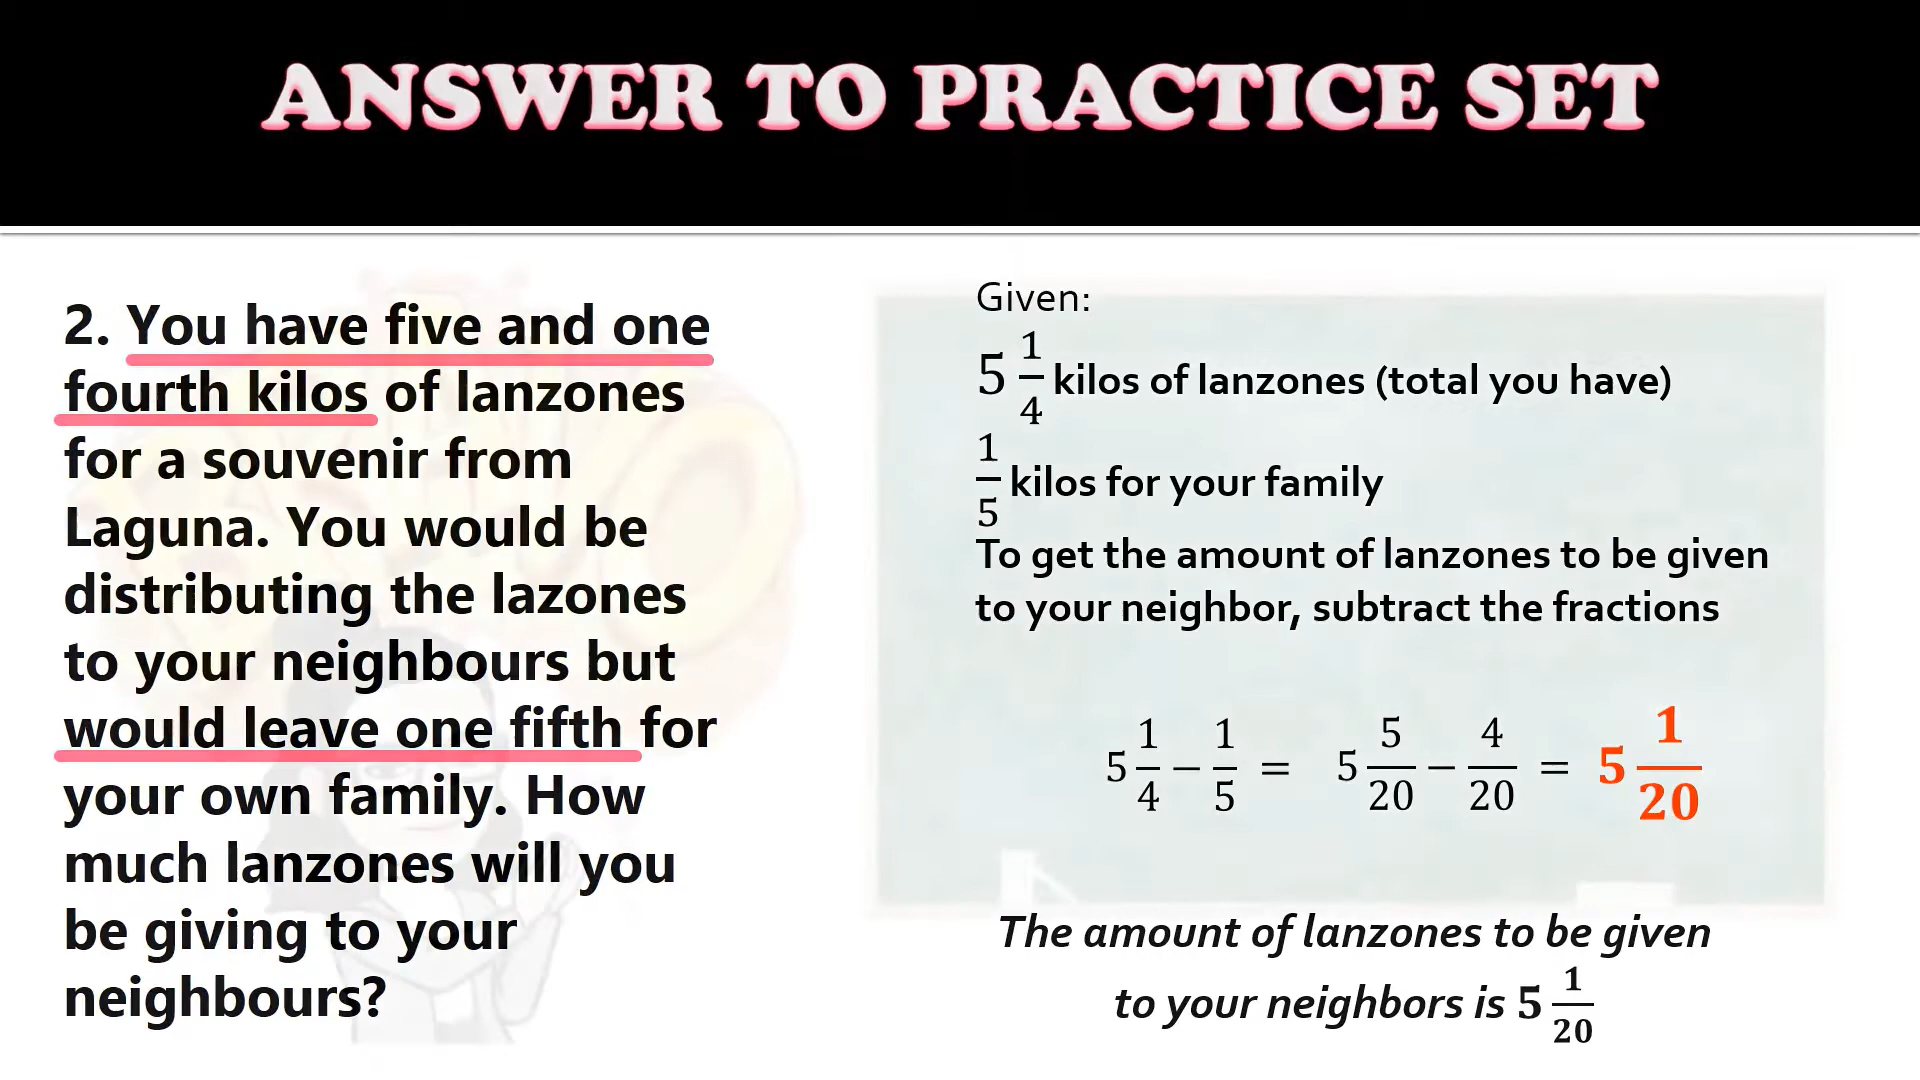 ANSWER TO PRACTICE SET
2. You have five and one
fourth kilos of lanzones
for a souvenir from
Laguna. You would be
distributing the lazones
to your neighbours but
would leave one fifth for
your own family. How
much lanzones will you
be giving to your
neighbours?
Given:
5 1/4 kilos of lanzones (total you have)
1/5 kilos for your family
To get the amount of lanzones to be given
to your neighbor, subtract the fractions
5 1/4 − 1/5 = 5 5/20 − 4/20 = 5 1/20
The amount of lanzones to be given
to your neighbors is 5 1/20